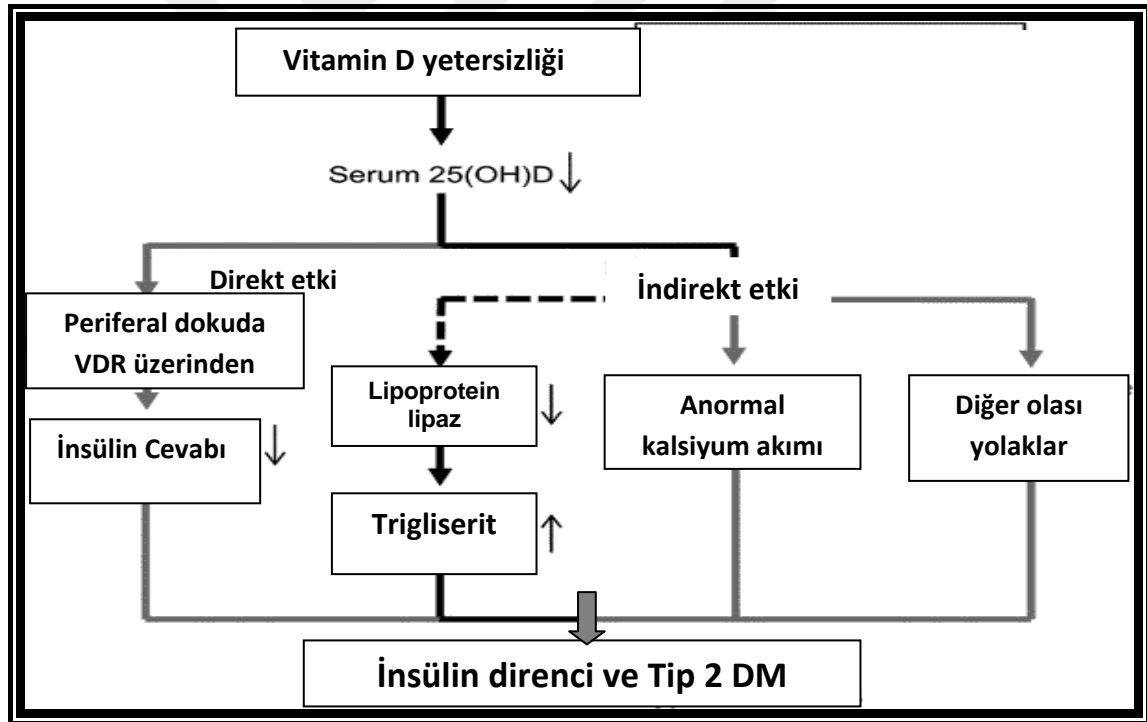 Vitamin D yetersizliği
Serum 25(OH)D ↓
Direkt etki
İndirekt etki
Periferal dokuda
VDR üzerinden
İnsülin Cevabı ↓
Lipoprotein
lipaz ↓
Trigliserit ↑
Anormal
kalsiyum akımı
Diğer olası
yolaklar
İnsülin direnci ve Tip 2 DM